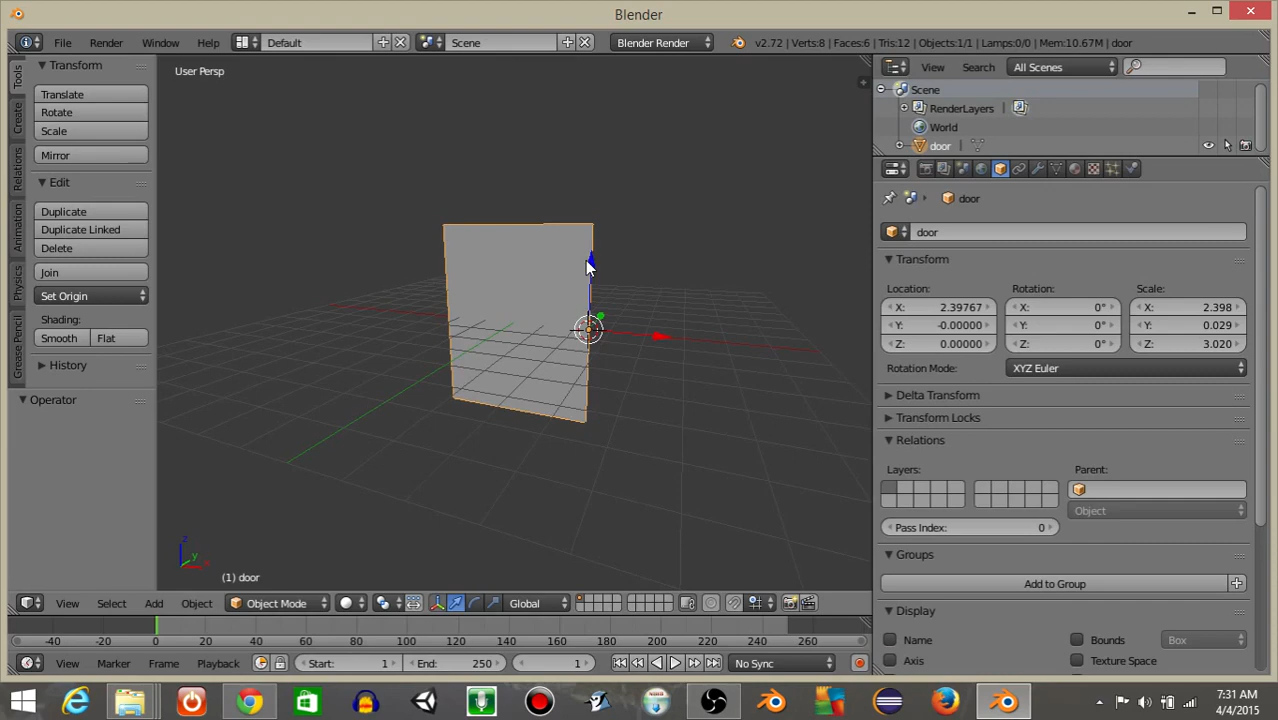 Blender
File Render Window Help Default Scene Blender Render v2.72 | Verts:8 | Faces:6 | Tris:12 | Objects:1/1 | Lamps:0/0 | Mem:10.67M | door
Tools
Create
Relations
Animation
Physics
Grease Pencil
Transform
Translate
Rotate
Scale
Mirror
Edit
Duplicate
Duplicate Linked
Delete
Join
Set Origin
Shading:
Smooth Flat
History
Operator
User Persp
z
y
x
(1) door
View Search All Scenes
Scene
RenderLayers
World
door
door
door
Transform
Location: Rotation: Scale:
X: 2.39767 X: 0° X: 2.398
Y: -0.00000 Y: 0° Y: 0.029
Z: 0.00000 Z: 0° Z: 3.020
Rotation Mode: XYZ Euler
Delta Transform
Transform Locks
Relations
Layers: Parent:
Object
Pass Index: 0
Groups
Add to Group
Display
Name Bounds Box
Axis Texture Space
View Select Add Object Object Mode Global
-40 -20 0 20 40 60 80 100 120 140 160 180 200 220 240 260
View Marker Frame Playback Start: 1 End: 250 1 No Sync
7:31 AM
4/4/2015